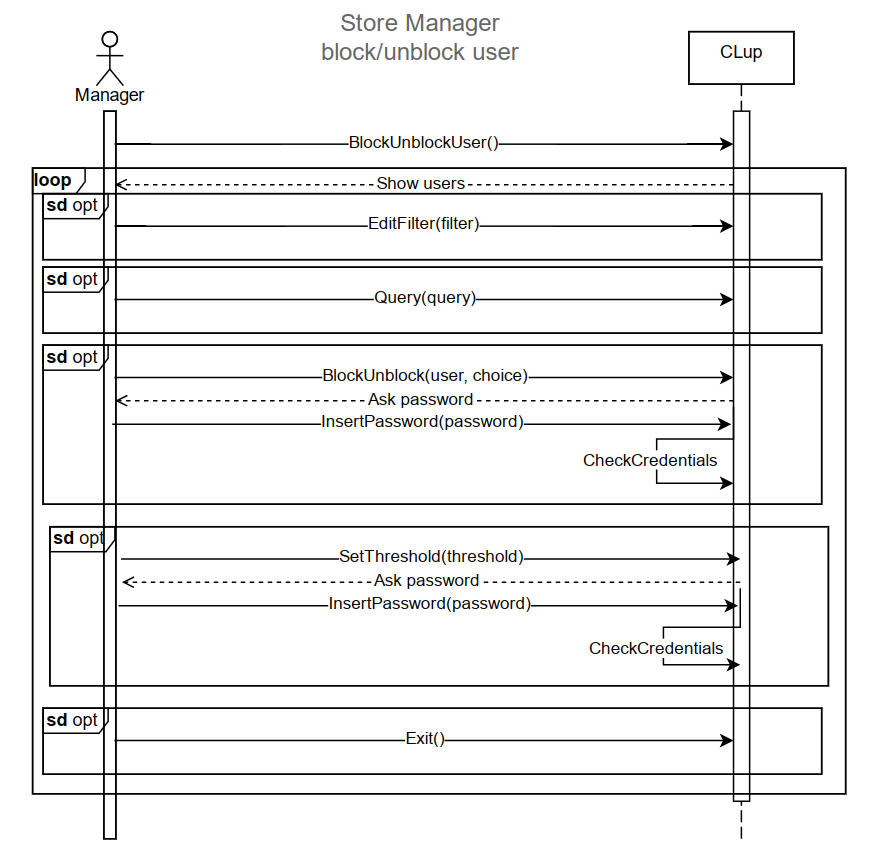 Store Manager
block/unblock user
CLup
Manager
BlockUnblockUser()
loop
Show users
sd opt
EditFilter(filter)
sd opt
Query(query)
sd opt
BlockUnblock(user, choice)
Ask password
InsertPassword(password)
CheckCredentials
sd opt
SetThreshold(threshold)
Ask password
InsertPassword(password)
CheckCredentials
sd opt
Exit()